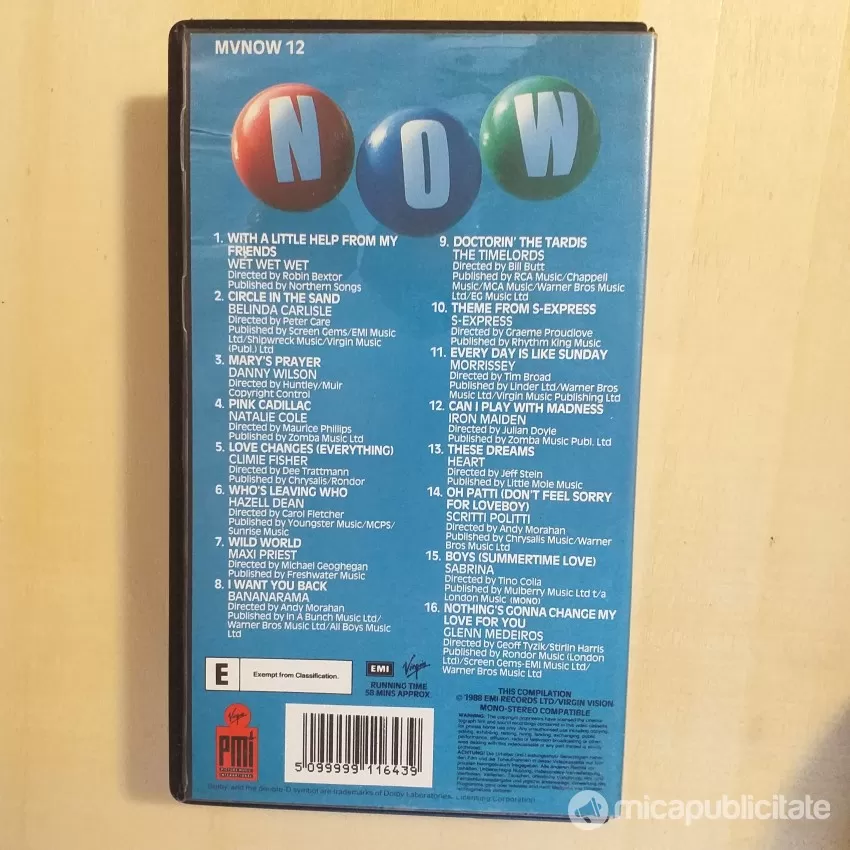 MVNOW 12
NOW
1. WITH A LITTLE HELP FROM MY
FRIENDS
WET WET WET
Directed by Robin Bextor
Published by Northern Songs
2. CIRCLE IN THE SAND
BELINDA CARLISLE
Directed by Peter Care
Published by Screen Gems/EMI Music
Ltd/Shipwreck Music/Virgin Music
(Publ.) Ltd
3. MARY'S PRAYER
DANNY WILSON
Directed by Huntley/Muir
Copyright Control
4. PINK CADILLAC
NATALIE COLE
Directed by Maurice Phillips
Published by Zomba Music Ltd
5. LOVE CHANGES (EVERYTHING)
CLIMIE FISHER
Directed by Dee Trattmann
Published by Chrysalis/Rondor
6. WHO'S LEAVING WHO
HAZELL DEAN
Directed by Carol Fletcher
Published by Youngster Music/MCPS/
Sunrise Music
7. WILD WORLD
MAXI PRIEST
Directed by Michael Geoghegan
Published by Freshwater Music
8. I WANT YOU BACK
BANANARAMA
Directed by Andy Morahan
Published by In A Bunch Music Ltd/
Warner Bros Music Ltd/All Boys Music
Ltd
9. DOCTORIN' THE TARDIS
THE TIMELORDS
Directed by Bill Butt
Published by RCA Music/Chappell
Music/MCA Music/Warner Bros Music
Ltd/EG Music Ltd
10. THEME FROM S-EXPRESS
S-EXPRESS
Directed by Graeme Proudlove
Published by Rhythm King Music
11. EVERY DAY IS LIKE SUNDAY
MORRISSEY
Directed by Tim Broad
Published by Linder Ltd/Warner Bros
Music Ltd/Virgin Music Publishing Ltd
12. CAN I PLAY WITH MADNESS
IRON MAIDEN
Directed by Julian Doyle
Published by Zomba Music Publ. Ltd
13. THESE DREAMS
HEART
Directed by Jeff Stein
Published by Little Mole Music
14. OH PATTI (DON'T FEEL SORRY
FOR LOVEBOY)
SCRITTI POLITTI
Directed by Andy Morahan
Published by Chrysalis Music/Warner
Bros Music Ltd
15. BOYS (SUMMERTIME LOVE)
SABRINA
Directed by Tino Colla
Published by Mulberry Music Ltd t/a
London Music (MONO)
16. NOTHING'S GONNA CHANGE MY
LOVE FOR YOU
GLENN MEDEIROS
Directed by Geoff Tyzik/Stirlin Harris
Published by Rondor Music (London
Ltd)/Screen Gems-EMI Music Ltd/
Warner Bros Music Ltd
E Exempt from Classification.
EMI Virgin
RUNNING TIME
58 MINS APPROX.
THIS COMPILATION
© 1988 EMI RECORDS LTD/VIRGIN VISION
MONO-STEREO COMPATIBLE
Virgin
PMI
5 099999 116439
Dolby and the double-D symbol are trademarks of Dolby Laboratories Licensing Corporation
micapublicitate